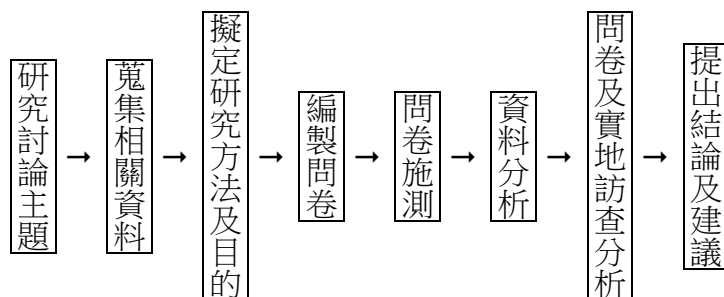 研究討論主題
蒐集相關資料
擬定研究方法及目的
編製問卷
問卷施測
資料分析
問卷及實地訪查分析
提出結論及建議